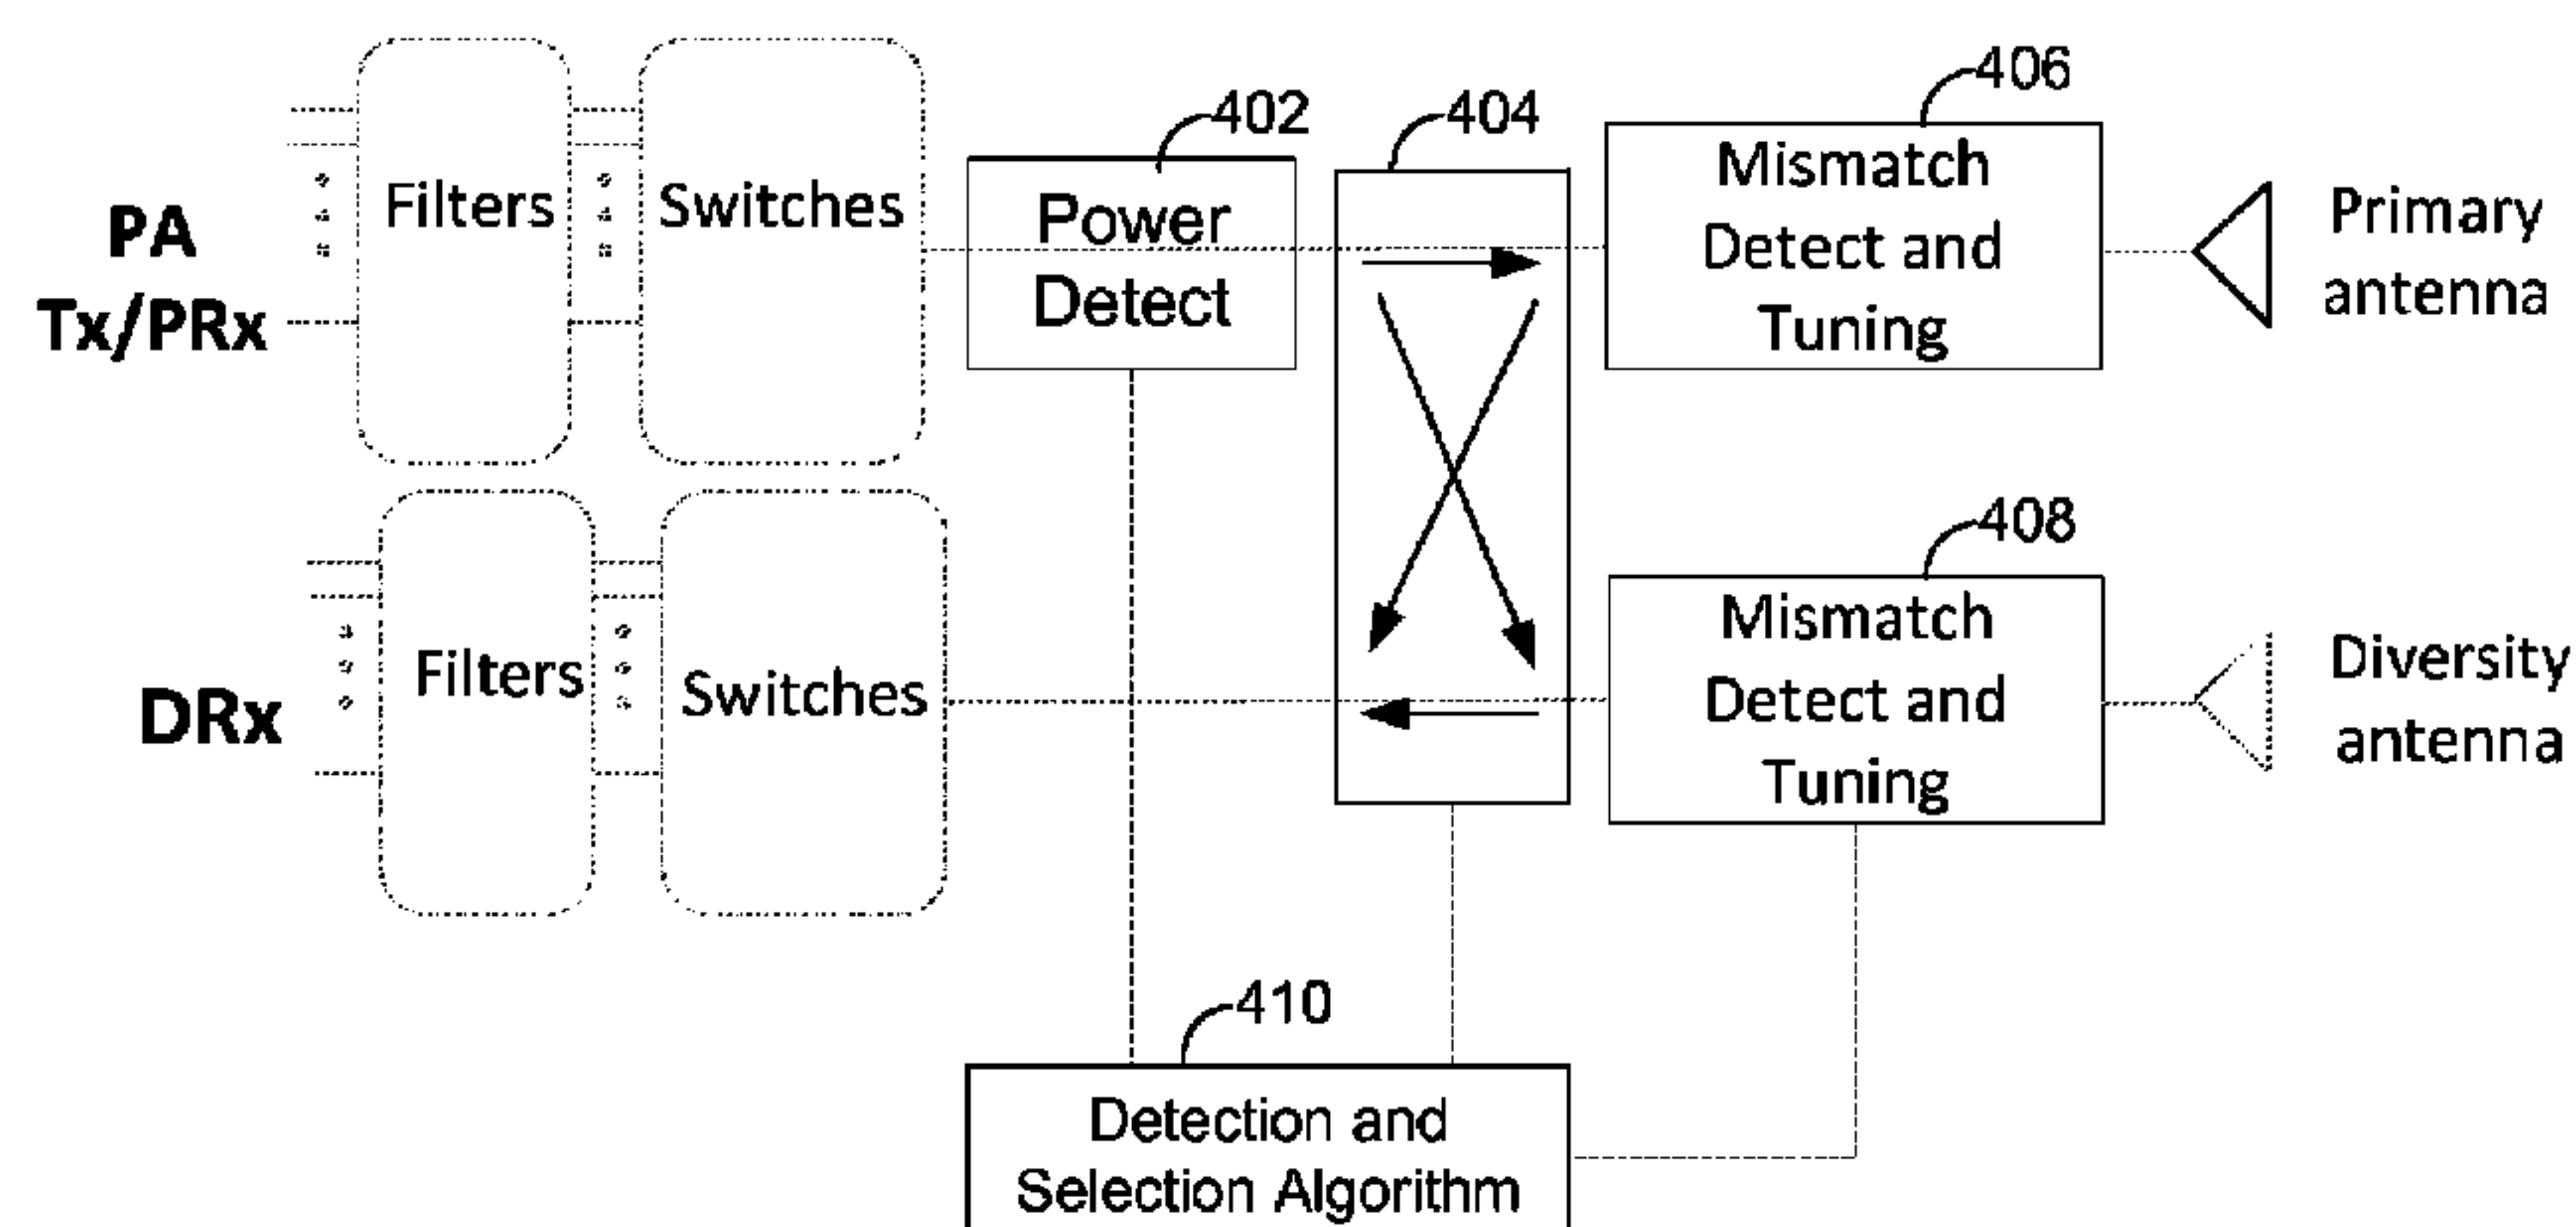 PA
Tx/PRx
Filters
Switches
402
Power
Detect
404
406
Mismatch
Detect and
Tuning
Primary
antenna
DRx
Filters
Switches
408
Mismatch
Detect and
Tuning
Diversity
antenna
410
Detection and
Selection Algorithm